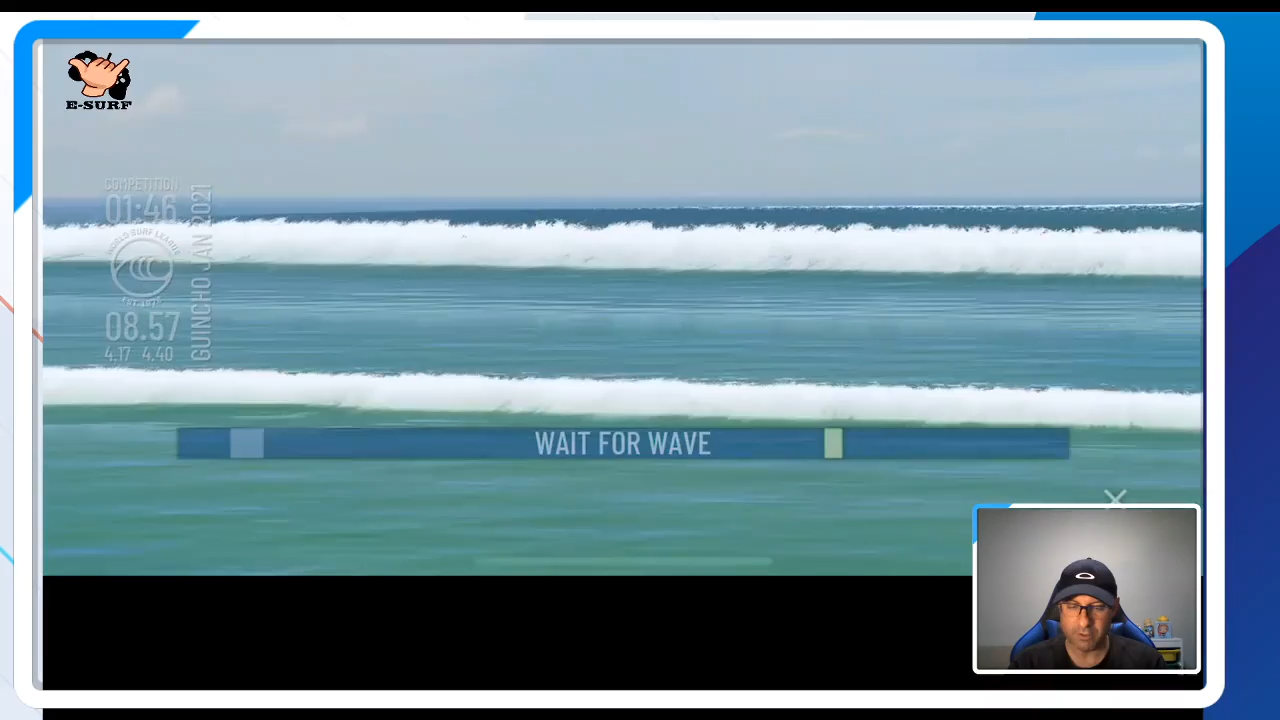 E-SURF
COMPETITION
01:46
WORLD SURF LEAGUE
08.57
4.17 4.40
GUINCHO JAN 2021
WAIT FOR WAVE